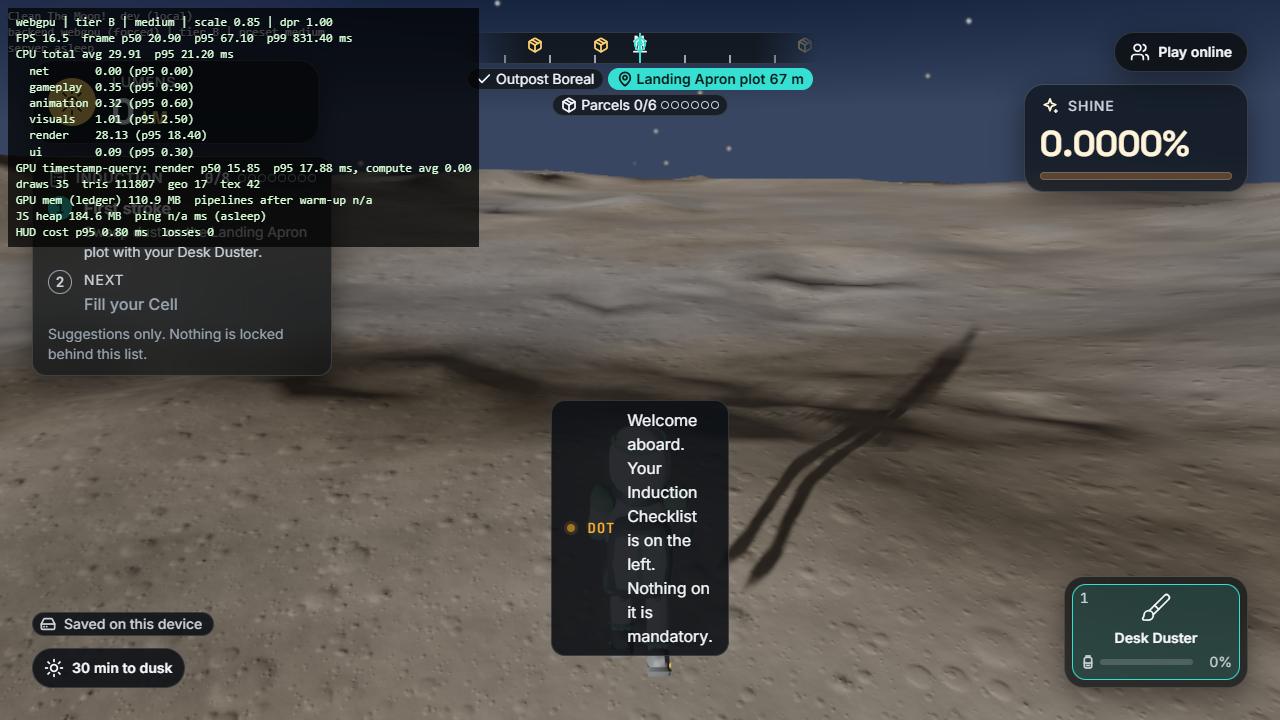 webgpu | tier B | medium | scale 0.85 | dpr 1.00
FPS 16.5 frame p50 20.90 p95 67.10 p99 831.40 ms
CPU total avg 29.91 p95 21.20 ms
net 0.00 (p95 0.00)
gameplay 0.35 (p95 0.90)
animation 0.32 (p95 0.60)
visuals 1.01 (p95 2.50)
render 28.13 (p95 18.40)
ui 0.09 (p95 0.30)
GPU timestamp-query: render p50 15.85 p95 17.88 ms, compute avg 0.00
draws 35 tris 111807 geo 17 tex 42
GPU mem (ledger) 110.9 MB pipelines after warm-up n/a
JS heap 184.6 MB ping n/a ms (asleep)
HUD cost p95 0.80 ms losses 0
First stroke
Landing Apron
plot with your Desk Duster.
2
NEXT
Fill your Cell
Suggestions only. Nothing is locked
behind this list.
Outpost Boreal
Landing Apron plot 67 m
Parcels 0/6
Play online
SHINE
0.0000%
DOT
Welcome
aboard.
Your
Induction
Checklist
is on the
left.
Nothing on
it is
mandatory.
Saved on this device
30 min to dusk
1
Desk Duster
0%